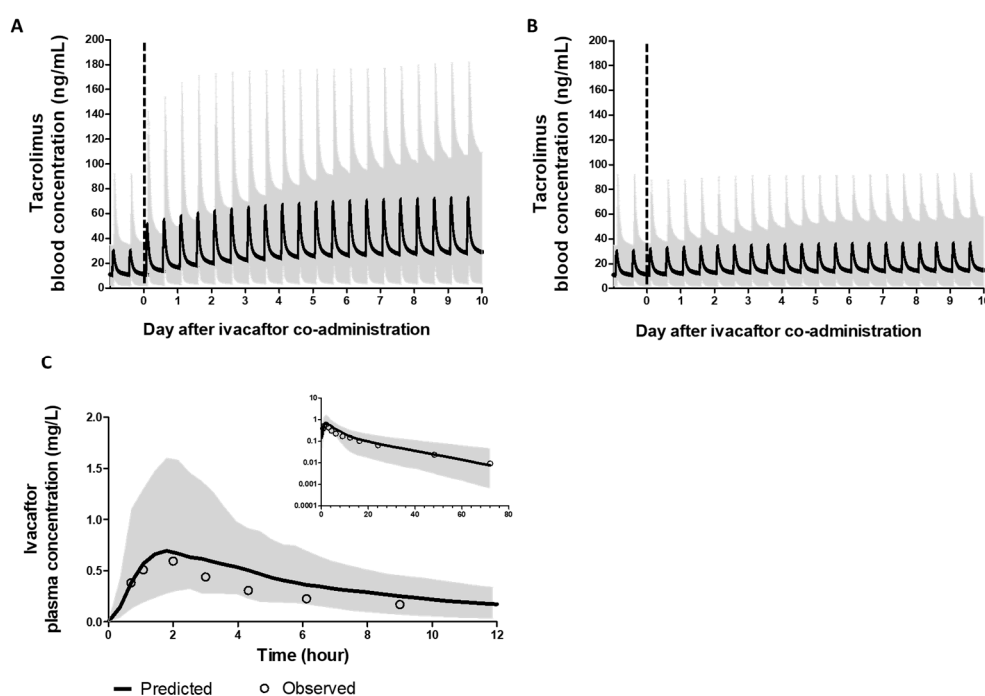 A
Tacrolimus
blood concentration (ng/mL)
200
180
160
140
120
100
80
60
40
20
0
0 1 2 3 4 5 6 7 8 9 10
Day after ivacaftor co-administration
B
Tacrolimus
blood concentration (ng/mL)
200
180
160
140
120
100
80
60
40
20
0
0 1 2 3 4 5 6 7 8 9 10
Day after ivacaftor co-administration
C
Ivacaftor
plasma concentration (mg/L)
2.0
1.5
1.0
0.5
0.0
0 2 4 6 8 10 12
Time (hour)
10
1
0.1
0.01
0.001
0.0001
0 20 40 60 80
Predicted Observed